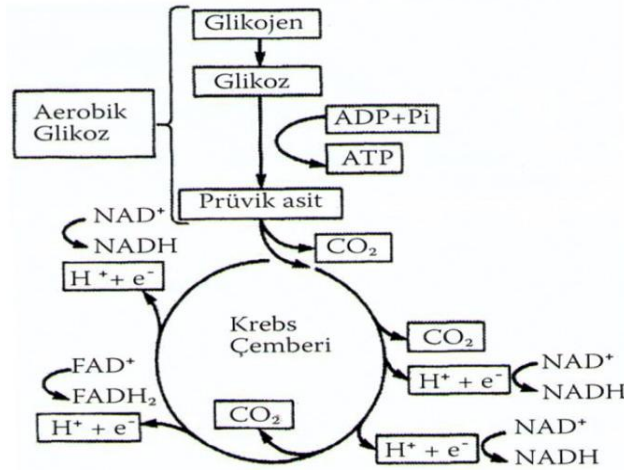 Glikojen
Glikoz
Aerobik
Glikoz
ADP+Pi
ATP
Prüvik asit
NAD⁺
NADH
H⁺+ e⁻
CO₂
Krebs
Çemberi
CO₂
NAD⁺
H⁺ + e⁻
NADH
FAD⁺
FADH₂
H⁺ + e⁻
CO₂
NAD⁺
H⁺ + e⁻
NADH